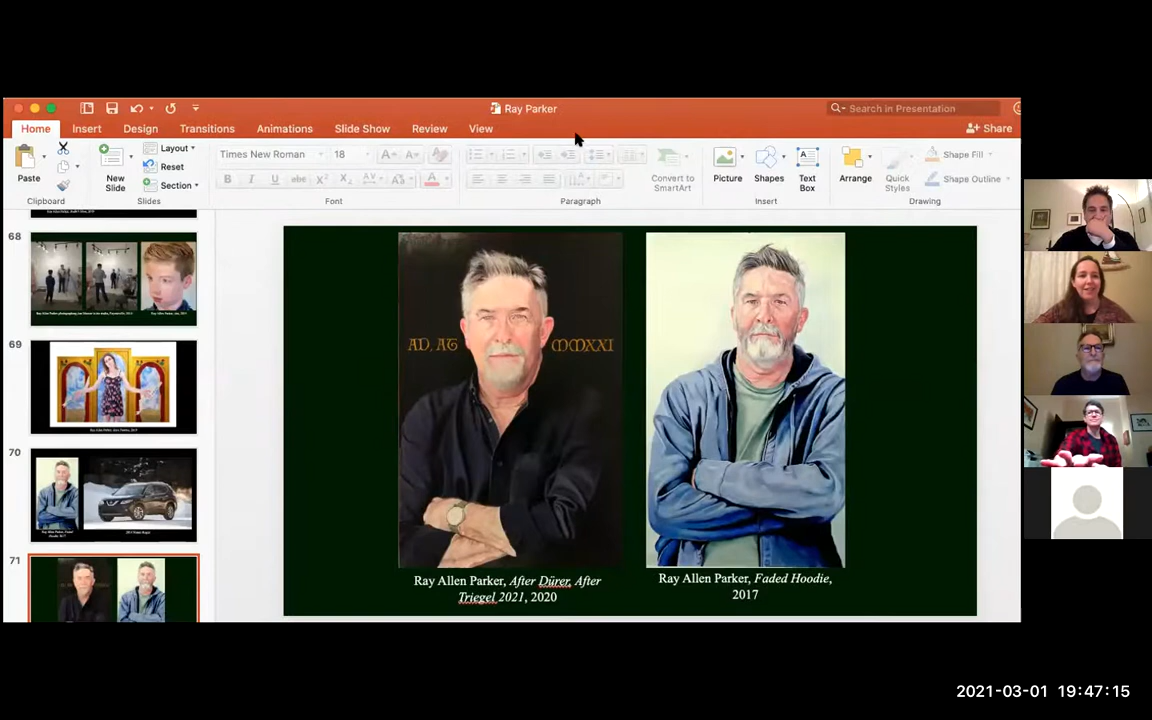 Ray Parker
Search in Presentation
Home Insert Design Transitions Animations Slide Show Review View Share
Paste
New Slide
Layout
Reset
Section
Times New Roman 18
Convert to SmartArt
Picture Shapes Text Box
Arrange Quick Styles
Shape Fill
Shape Outline
Clipboard Slides Font Paragraph Insert Drawing
68
69
70
71
AD, AT MMXXI
Ray Allen Parker, After Dürer, After
Triegel 2021, 2020
Ray Allen Parker, Faded Hoodie,
2017
2021-03-01 19:47:15